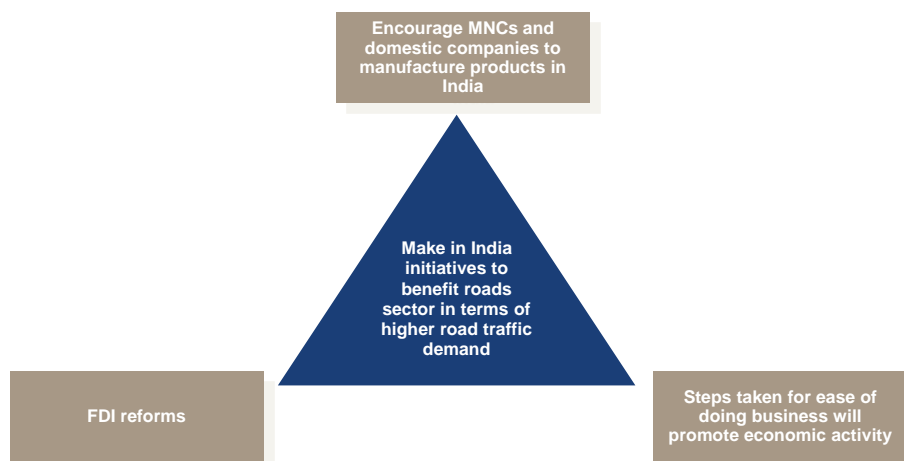 Encourage MNCs and
domestic companies to
manufacture products in
India
Make in India
initiatives to
benefit roads
sector in terms of
higher road traffic
demand
FDI reforms
Steps taken for ease of
doing business will
promote economic activity